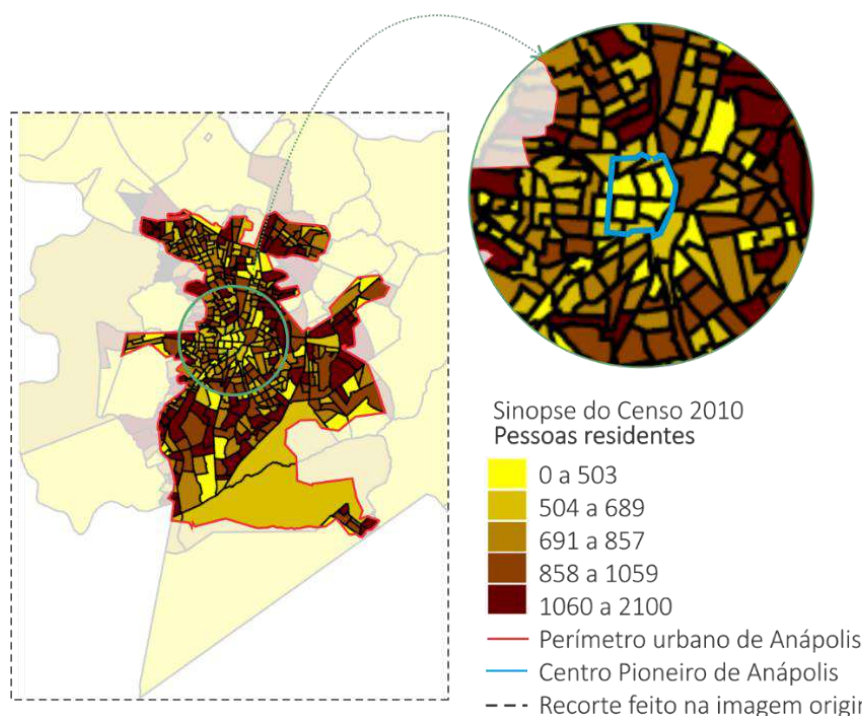 Sinopse do Censo 2010
Pessoas residentes
0 a 503
504 a 689
691 a 857
858 a 1059
1060 a 2100
Perímetro urbano de Anápolis
Centro Pioneiro de Anápolis
Recorte feito na imagem origir